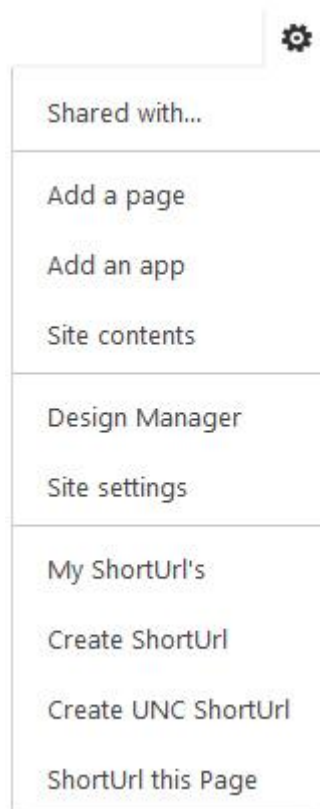 Shared with...
Add a page
Add an app
Site contents
Design Manager
Site settings
My ShortUrl's
Create ShortUrl
Create UNC ShortUrl
ShortUrl this Page